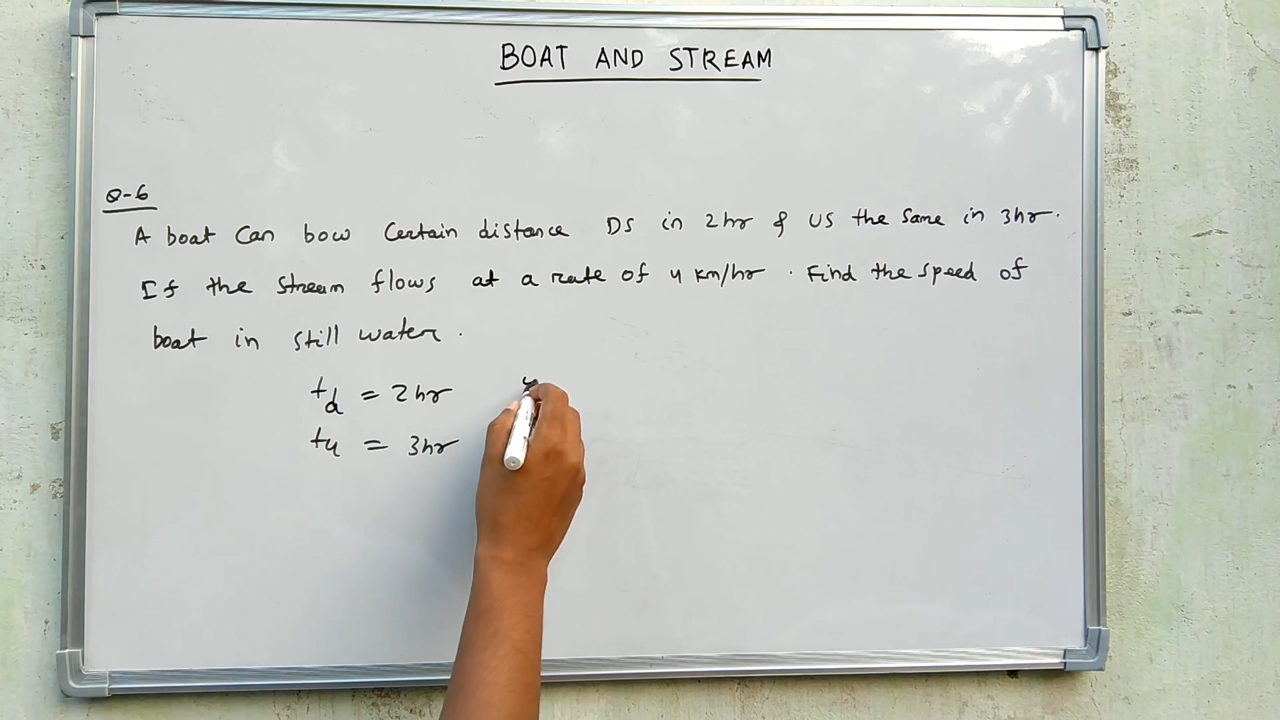 BOAT AND STREAM
Q-6
A boat Can bow Certain distance DS in 2hr & US the Same in 3hr.
If the Stream flows at a rate of 4 km/hr. Find the speed of
boat in still water.
td = 2hr
tu = 3hr